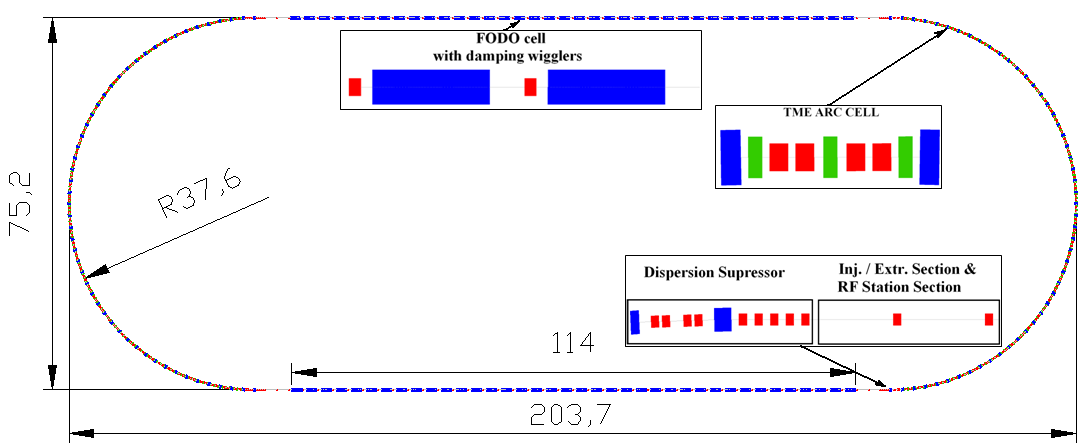 FODO cell
with damping wigglers
TME ARC CELL
75,2
R37,6
Dispersion Supressor
Inj. / Extr. Section &
RF Station Section
114
203,7